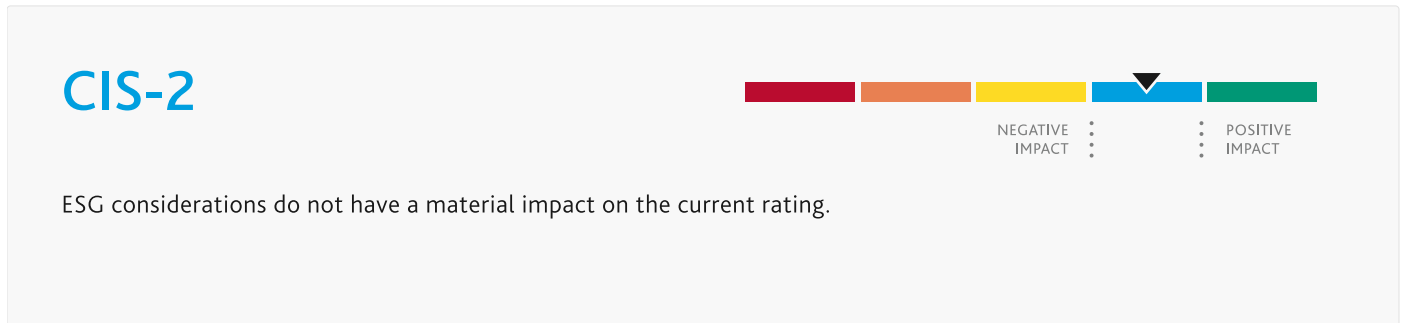 CIS-2
NEGATIVE
IMPACT
POSITIVE
IMPACT
ESG considerations do not have a material impact on the current rating.